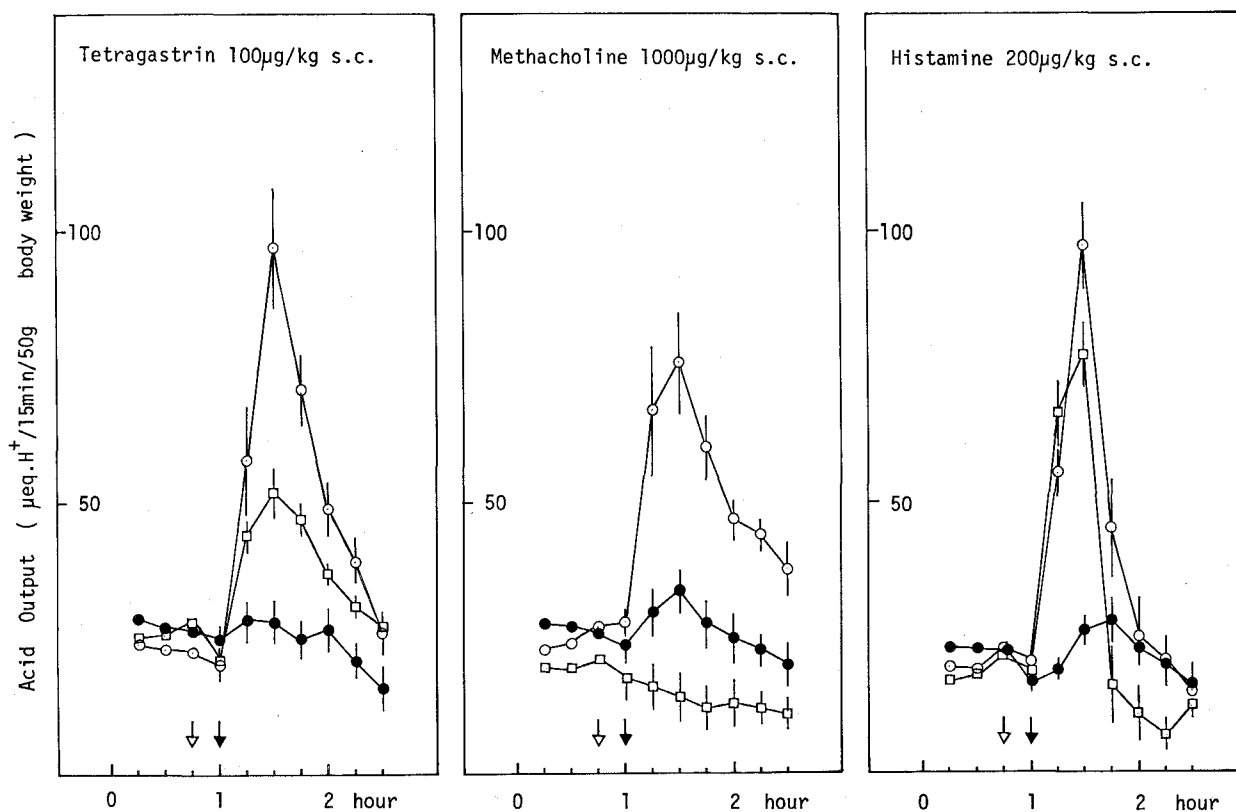 Tetragastrin 100µg/kg s.c.
Methacholine 1000µg/kg s.c.
Histamine 200µg/kg s.c.
Acid Output ( µeq.H⁺/15min/50g body weight )
100
100
100
50
50
50
0 1 2 hour
0 1 2 hour
0 1 2 hour